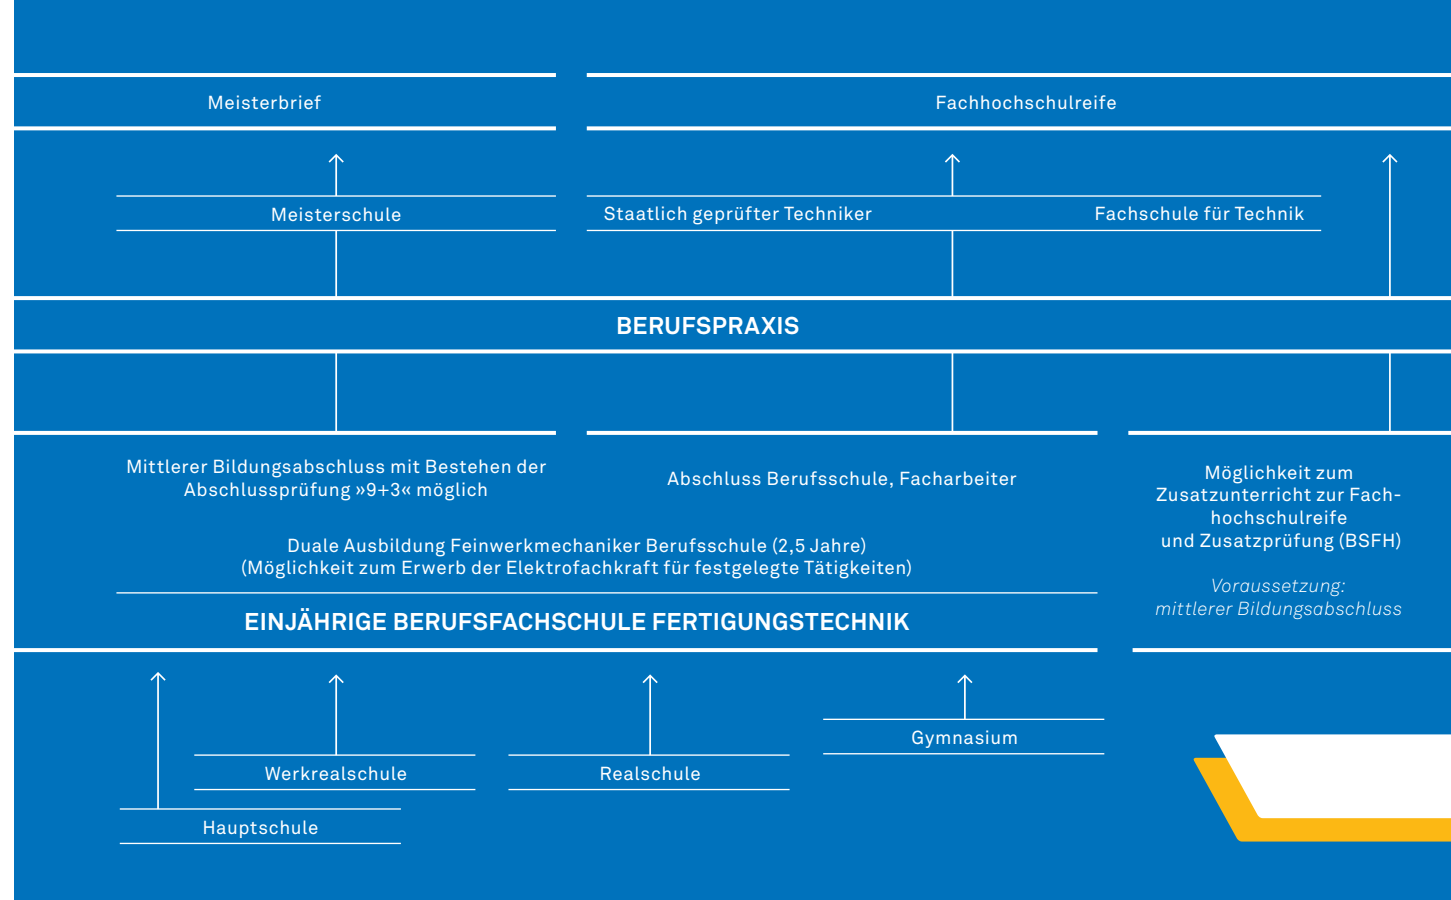 Meisterbrief
Fachhochschulreife
Meisterschule
Staatlich geprüfter Techniker
Fachschule für Technik
BERUFSPRAXIS
Mittlerer Bildungsabschluss mit Bestehen der
Abschlussprüfung »9+3« möglich
Abschluss Berufsschule, Facharbeiter
Möglichkeit zum
Zusatzunterricht zur Fach-
hochschulreife
und Zusatzprüfung (BSFH)
Voraussetzung:
mittlerer Bildungsabschluss
Duale Ausbildung Feinwerkmechaniker Berufsschule (2,5 Jahre)
(Möglichkeit zum Erwerb der Elektrofachkraft für festgelegte Tätigkeiten)
EINJÄHRIGE BERUFSFACHSCHULE FERTIGUNGSTECHNIK
Gymnasium
Werkrealschule
Realschule
Hauptschule